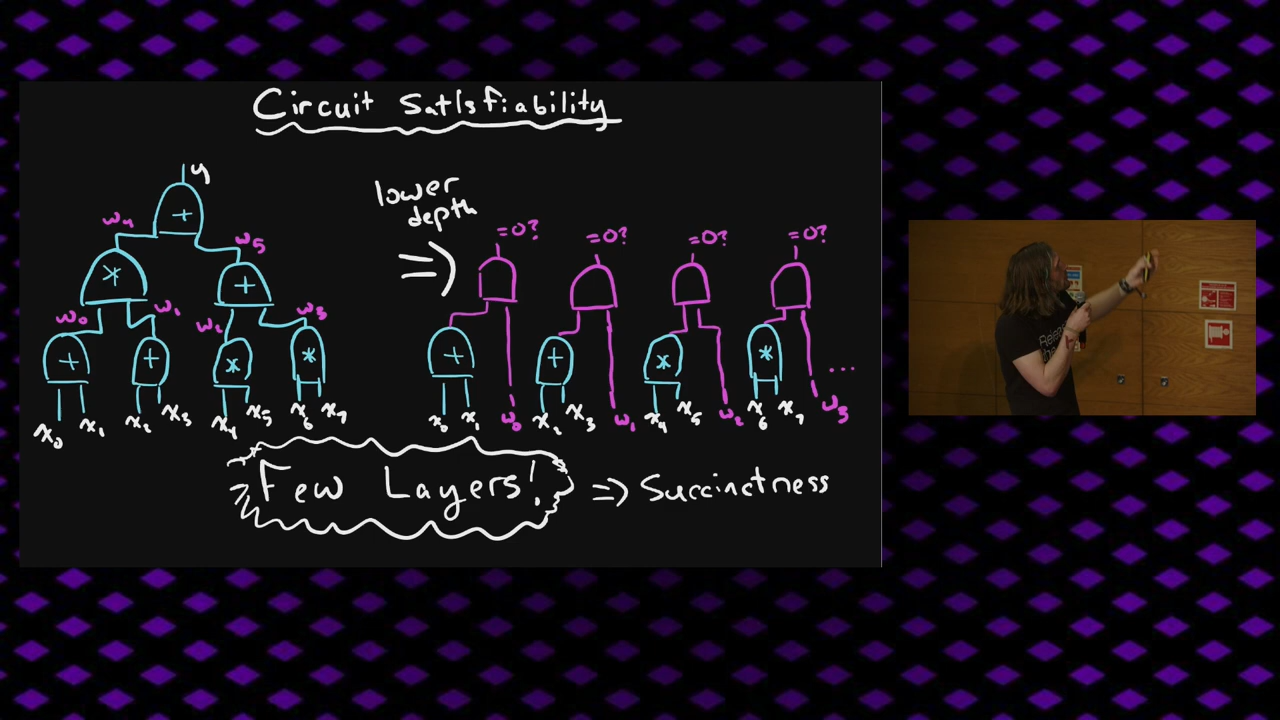 Circuit Satisfiability
y
w4
w5
+
*
+
w0
w1
w2
w3
+
+
*
*
x0 x1 x2 x3 x4 x5 x6 x7
lower
depth
=>
=0? =0? =0? =0?
+
+
*
*
...
x0 x1 w0 x2 x3 w1 x4 x5 w2 x6 x7 w3
Few Layers! => Succinctness